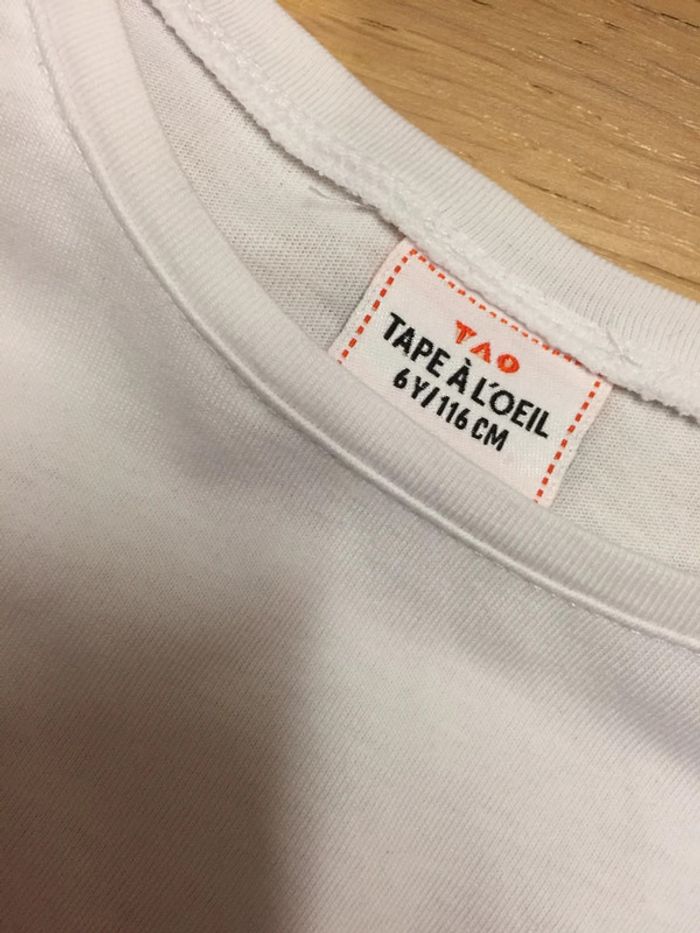 TAO
TAPE À L'OEIL
6Y/116 CM